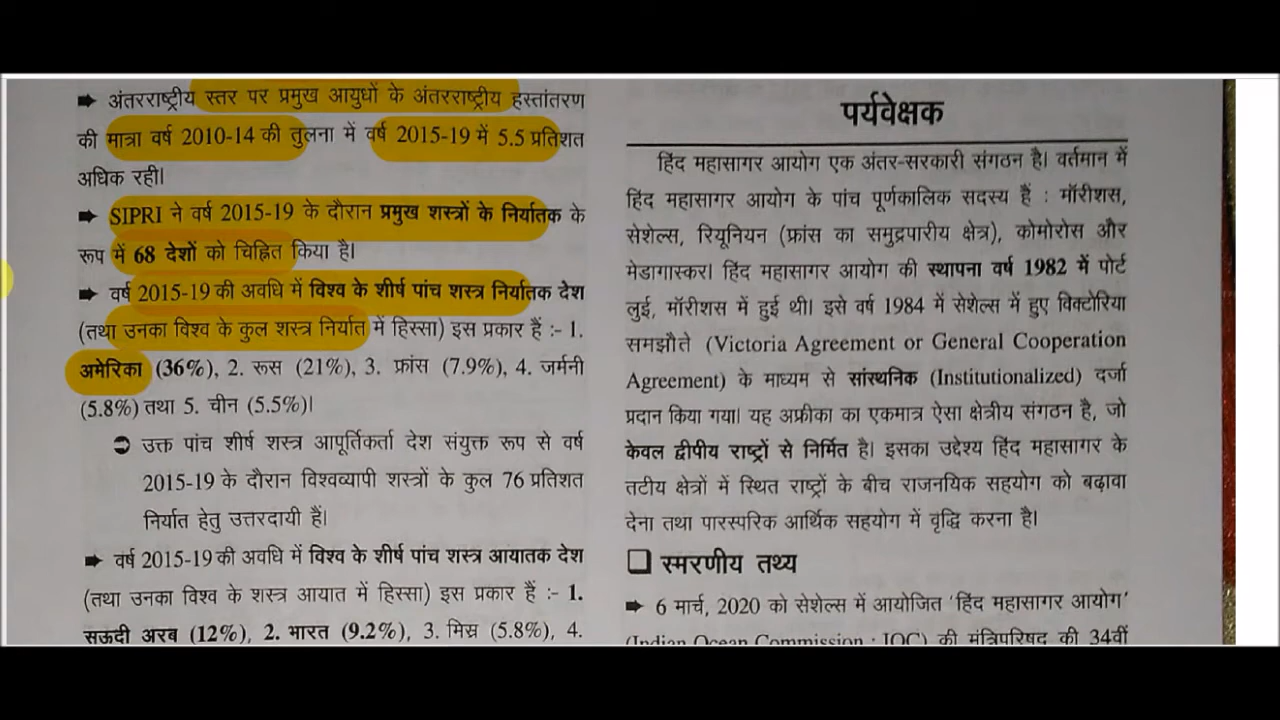 ➡ अंतरराष्ट्रीय स्तर पर प्रमुख आयुधों के अंतरराष्ट्रीय हस्तांतरण
की मात्रा वर्ष 2010-14 की तुलना में वर्ष 2015-19 में 5.5 प्रतिशत
अधिक रही।
➡ SIPRI ने वर्ष 2015-19 के दौरान प्रमुख शस्त्रों के निर्यातक के
रूप में 68 देशों को चिह्नित किया है।
➡ वर्ष 2015-19 की अवधि में विश्व के शीर्ष पांच शस्त्र निर्यातक देश
(तथा उनका विश्व के कुल शस्त्र निर्यात में हिस्सा) इस प्रकार हैं :- 1.
अमेरिका (36%), 2. रूस (21%), 3. फ्रांस (7.9%), 4. जर्मनी
(5.8%) तथा 5. चीन (5.5%)।
➲ उक्त पांच शीर्ष शस्त्र आपूर्तिकर्ता देश संयुक्त रूप से वर्ष
2015-19 के दौरान विश्वव्यापी शस्त्रों के कुल 76 प्रतिशत
निर्यात हेतु उत्तरदायी हैं।
➡ वर्ष 2015-19 की अवधि में विश्व के शीर्ष पांच शस्त्र आयातक देश
(तथा उनका विश्व के शस्त्र आयात में हिस्सा) इस प्रकार हैं :- 1.
सऊदी अरब (12%), 2. भारत (9.2%), 3. मिस्र (5.8%), 4.
पर्यवेक्षक
हिंद महासागर आयोग एक अंतर-सरकारी संगठन है। वर्तमान में
हिंद महासागर आयोग के पांच पूर्णकालिक सदस्य हैं : मॉरीशस,
सेशेल्स, रियूनियन (फ्रांस का समुद्रपारीय क्षेत्र), कोमोरोस और
मेडागास्कर। हिंद महासागर आयोग की स्थापना वर्ष 1982 में पोर्ट
लुई, मॉरीशस में हुई थी। इसे वर्ष 1984 में सेशेल्स में हुए विक्टोरिया
समझौते (Victoria Agreement or General Cooperation
Agreement) के माध्यम से सांस्थनिक (Institutionalized) दर्जा
प्रदान किया गया। यह अफ्रीका का एकमात्र ऐसा क्षेत्रीय संगठन है, जो
केवल द्वीपीय राष्ट्रों से निर्मित है। इसका उद्देश्य हिंद महासागर के
तटीय क्षेत्रों में स्थित राष्ट्रों के बीच राजनयिक सहयोग को बढ़ावा
देना तथा पारस्परिक आर्थिक सहयोग में वृद्धि करना है।
❑ स्मरणीय तथ्य
➡ 6 मार्च, 2020 को सेशेल्स में आयोजित 'हिंद महासागर आयोग'
(Indian Ocean Commission : IOC) की मंत्रिपरिषद की 34वीं